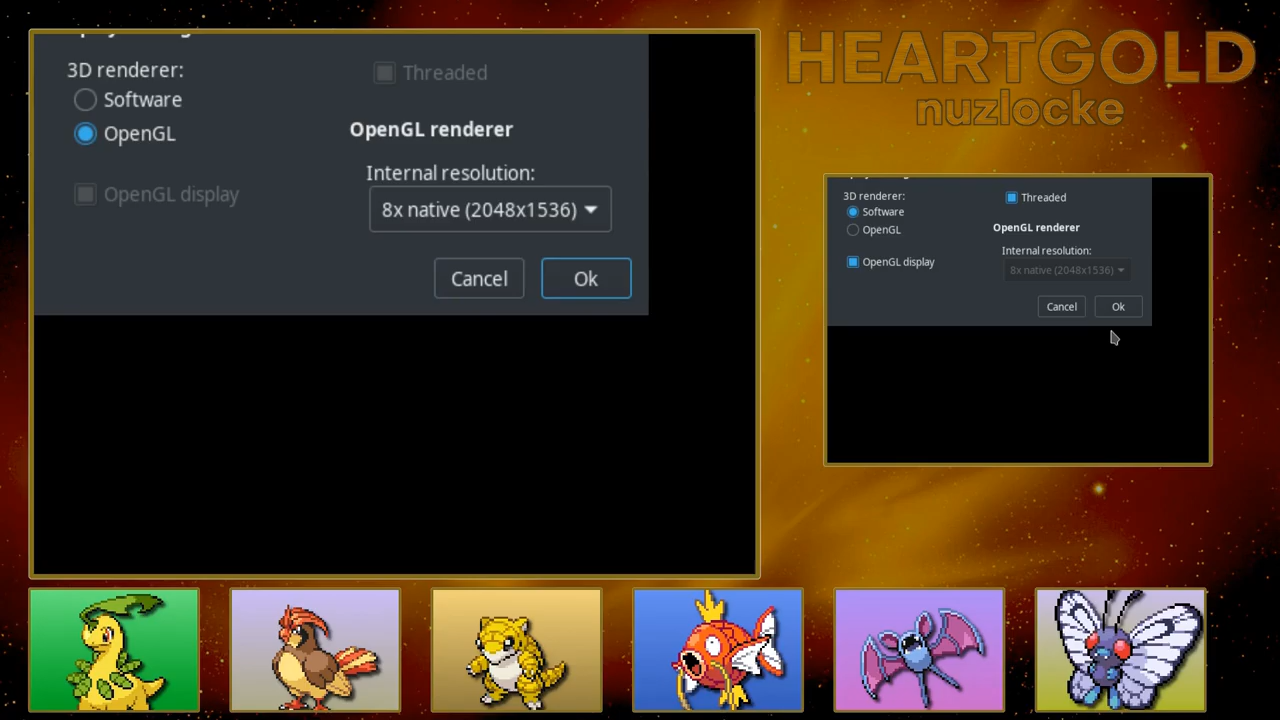 HEARTGOLD
nuzlocke
3D renderer:
Software
OpenGL
OpenGL display
Threaded
OpenGL renderer
Internal resolution:
8x native (2048x1536)
Cancel
Ok
3D renderer:
Software
OpenGL
OpenGL display
Threaded
OpenGL renderer
Internal resolution:
8x native (2048x1536)
Cancel
Ok